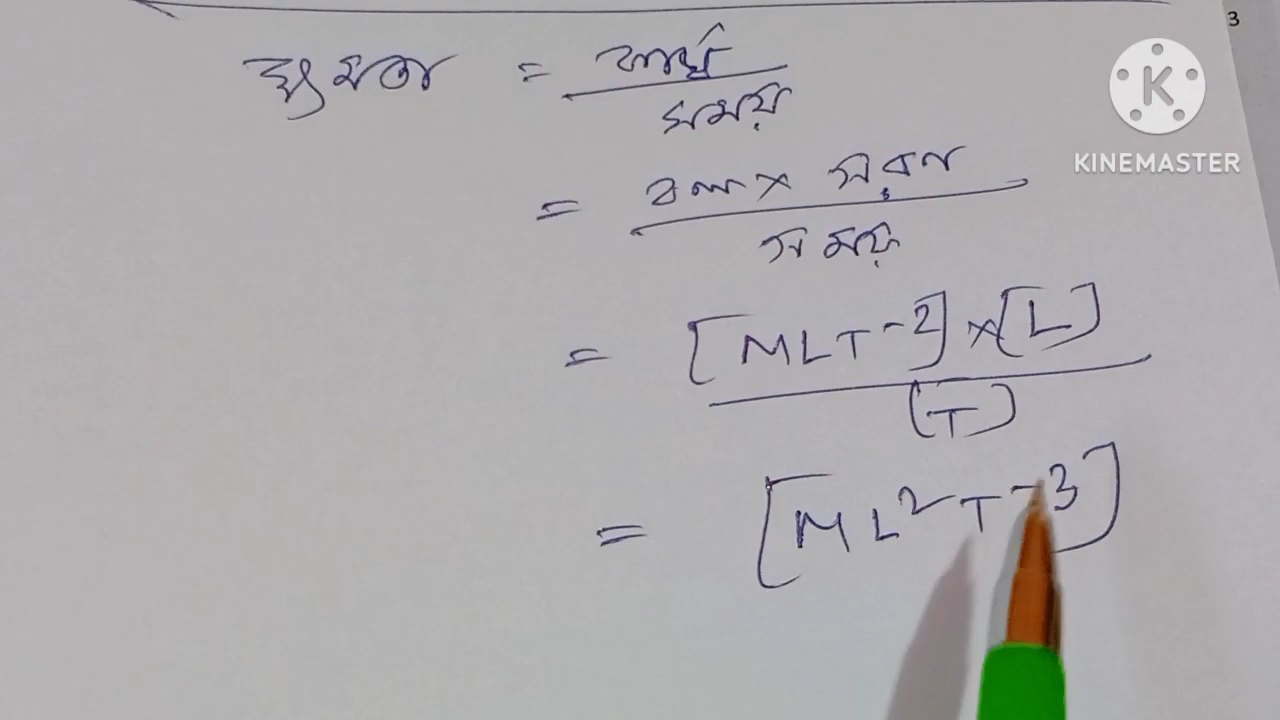 3
ক্ষমতা = কার্য / সময়
= বল × সরণ / সময়
= [MLT⁻²] × [L] / [T]
= [ML²T⁻³]
K
KINEMASTER